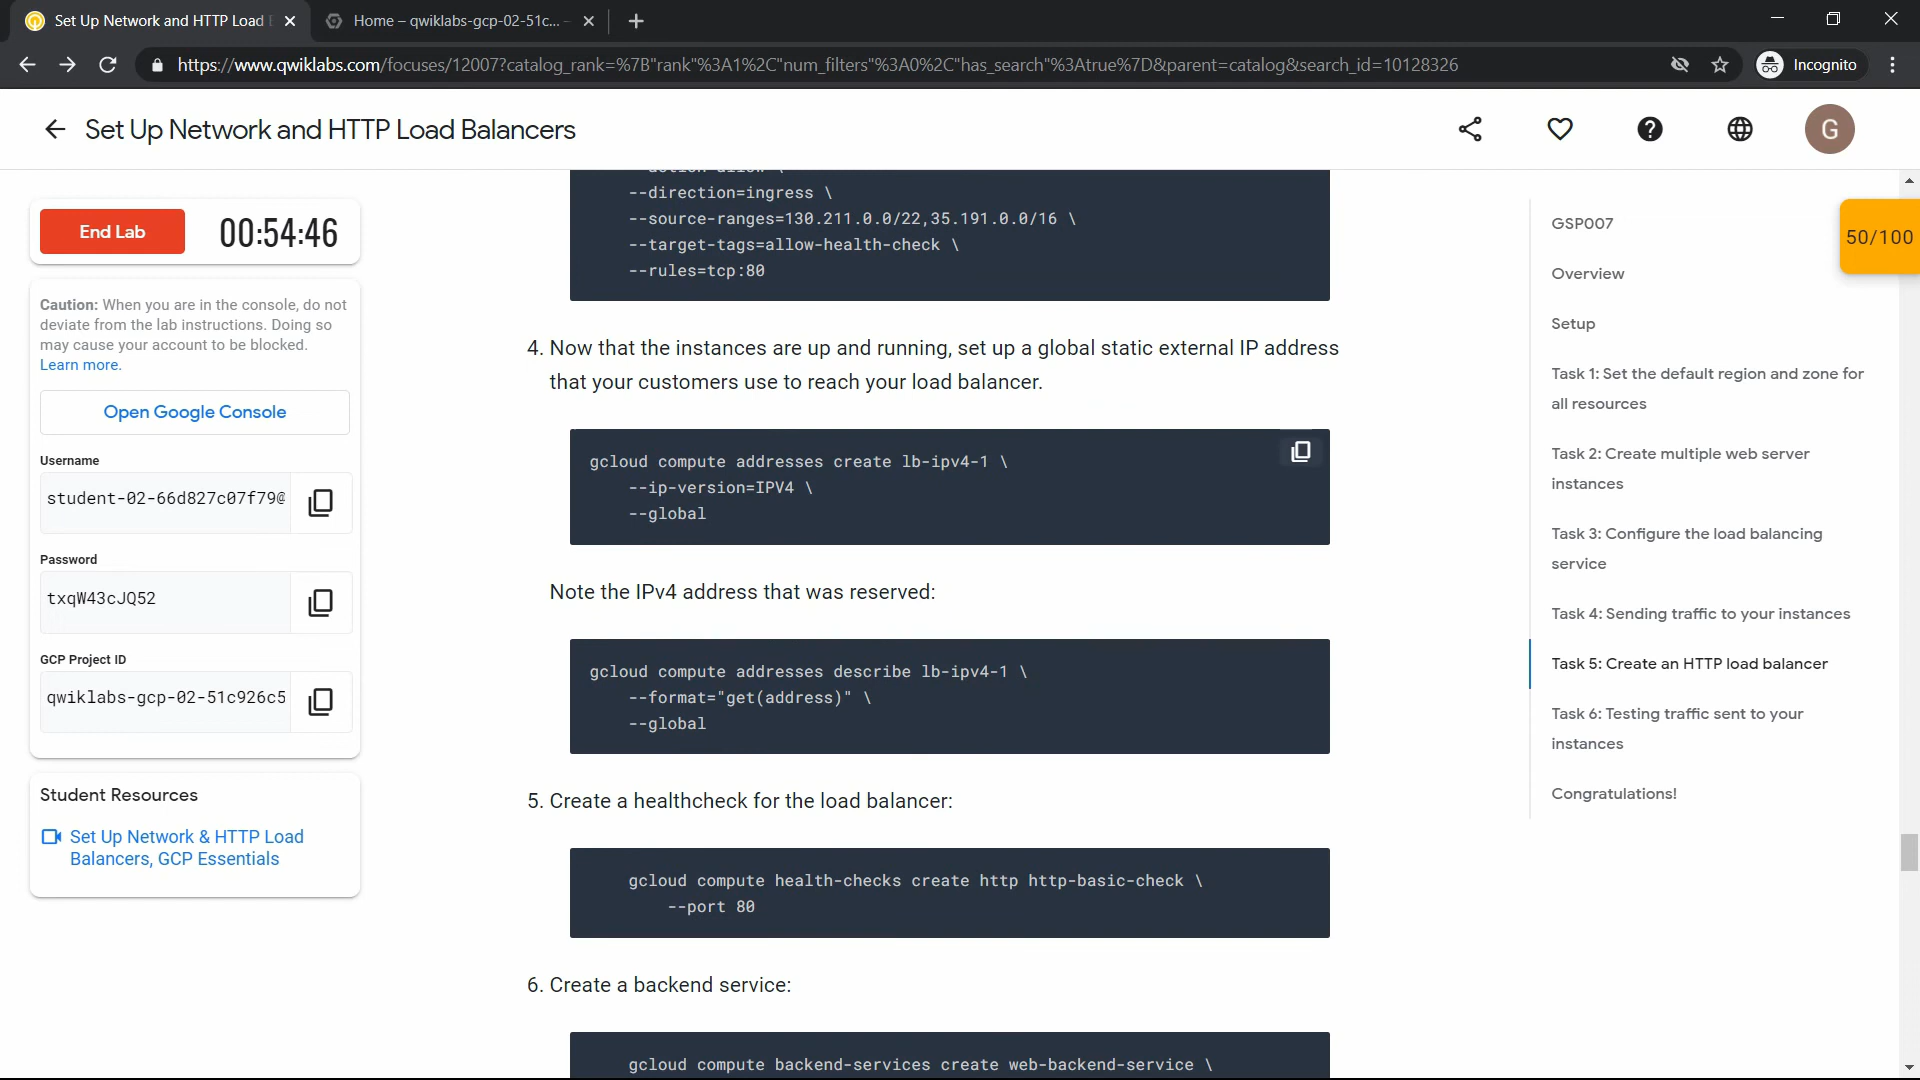 Set Up Network and HTTP Load
Home – qwiklabs-gcp-02-51c...
https://www.qwiklabs.com/focuses/12007?catalog_rank=%7B"rank"%3A1%2C"num_filters"%3A0%2C"has_search"%3Atrue%7D&parent=catalog&search_id=10128326
Incognito
Set Up Network and HTTP Load Balancers
G
End Lab
00:54:46
Caution: When you are in the console, do not
deviate from the lab instructions. Doing so
may cause your account to be blocked.
Learn more.
Open Google Console
Username
student-02-66d827c07f79@
Password
txqW43cJQ52
GCP Project ID
qwiklabs-gcp-02-51c926c5
Student Resources
Set Up Network & HTTP Load
Balancers, GCP Essentials
--direction=ingress \
--source-ranges=130.211.0.0/22,35.191.0.0/16 \
--target-tags=allow-health-check \
--rules=tcp:80
4. Now that the instances are up and running, set up a global static external IP address
that your customers use to reach your load balancer.
gcloud compute addresses create lb-ipv4-1 \
--ip-version=IPV4 \
--global
Note the IPv4 address that was reserved:
gcloud compute addresses describe lb-ipv4-1 \
--format="get(address)" \
--global
5. Create a healthcheck for the load balancer:
gcloud compute health-checks create http http-basic-check \
--port 80
6. Create a backend service:
gcloud compute backend-services create web-backend-service \
GSP007
Overview
Setup
Task 1: Set the default region and zone for
all resources
Task 2: Create multiple web server
instances
Task 3: Configure the load balancing
service
Task 4: Sending traffic to your instances
Task 5: Create an HTTP load balancer
Task 6: Testing traffic sent to your
instances
Congratulations!
50/100